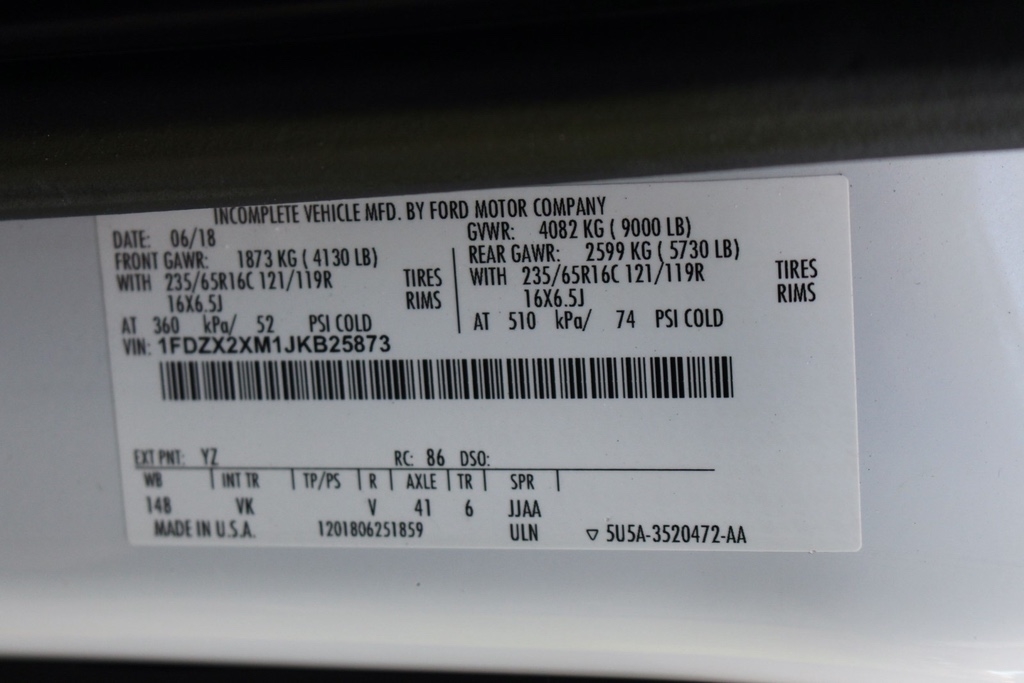 INCOMPLETE VEHICLE MFD. BY FORD MOTOR COMPANY
DATE: 06/18 GVWR: 4082 KG ( 9000 LB)
FRONT GAWR: 1873 KG ( 4130 LB) REAR GAWR: 2599 KG ( 5730 LB)
WITH 235/65R16C 121/119R TIRES WITH 235/65R16C 121/119R TIRES
16X6.5J RIMS 16X6.5J RIMS
AT 360 kPa/ 52 PSI COLD AT 510 kPa/ 74 PSI COLD
VIN: 1FDZX2XM1JKB25873
EXT PNT: YZ RC: 86 DSO:
WB INT TR TP/PS R AXLE TR SPR
148 VK V 41 6 JJAA
MADE IN U.S.A. 1201806251859 ULN ▽ 5U5A-3520472-AA